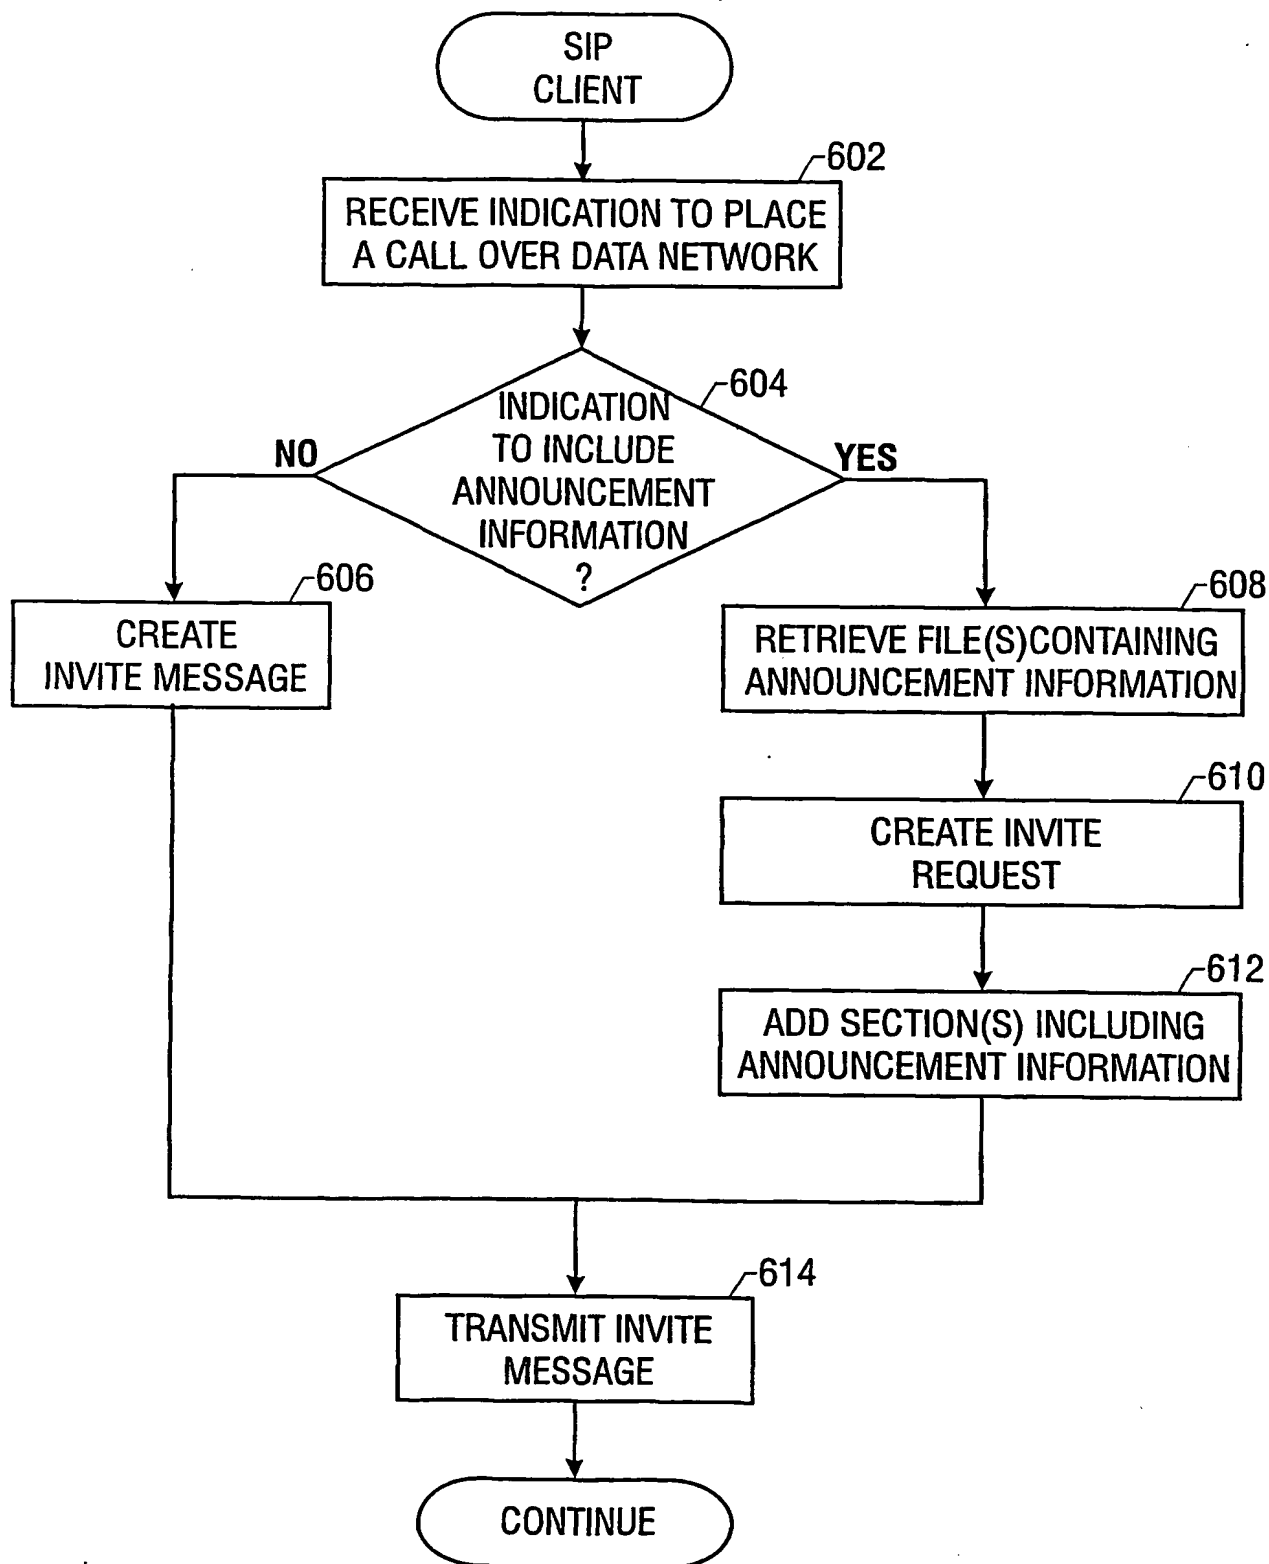 SIP
CLIENT
602
RECEIVE INDICATION TO PLACE
A CALL OVER DATA NETWORK
604
INDICATION
TO INCLUDE
ANNOUNCEMENT
INFORMATION
?
NO
YES
606
CREATE
INVITE MESSAGE
608
RETRIEVE FILE(S)CONTAINING
ANNOUNCEMENT INFORMATION
610
CREATE INVITE
REQUEST
612
ADD SECTION(S) INCLUDING
ANNOUNCEMENT INFORMATION
614
TRANSMIT INVITE
MESSAGE
CONTINUE